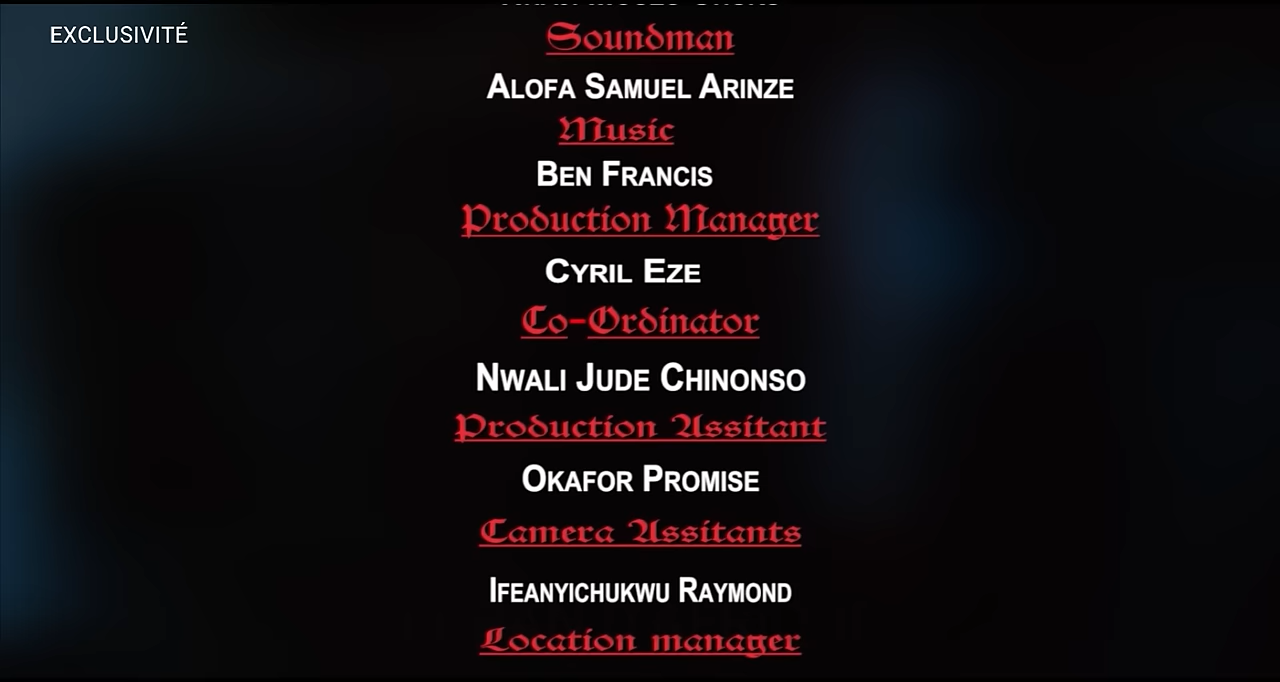 EXCLUSIVITÉ
Soundman
ALOFA SAMUEL ARINZE
Music
BEN FRANCIS
Production Manager
CYRIL EZE
Co-Ordinator
NWALI JUDE CHINONSO
Production Assitant
OKAFOR PROMISE
Camera Assitants
IFEANYICHUKWU RAYMOND
Location manager